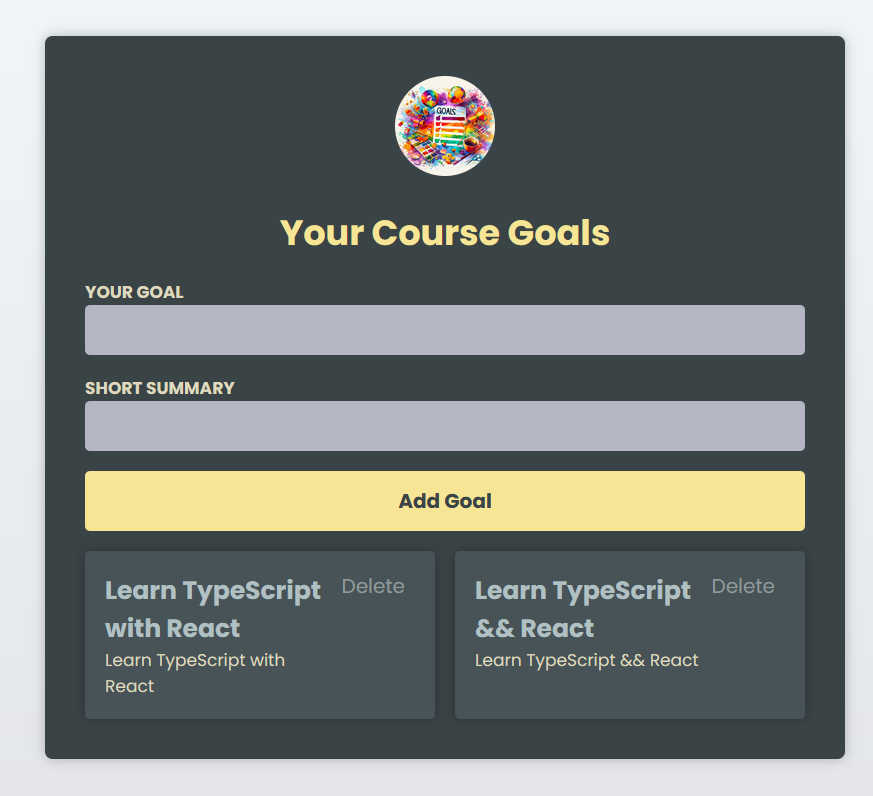 GOALS
Your Course Goals
YOUR GOAL
SHORT SUMMARY
Add Goal
Learn TypeScript
with React
Delete
Learn TypeScript with
React
Learn TypeScript
&& React
Delete
Learn TypeScript && React